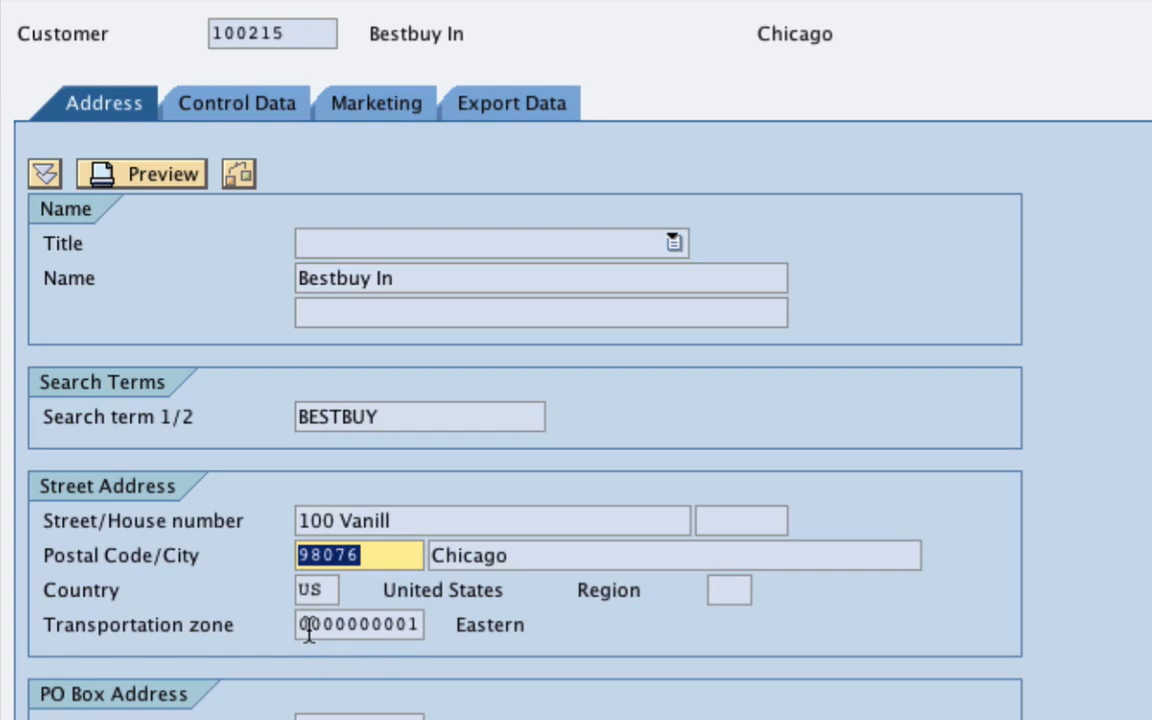 Customer 100215 Bestbuy In Chicago
Address Control Data Marketing Export Data
Preview
Name
Title
Name Bestbuy In
Search Terms
Search term 1/2 BESTBUY
Street Address
Street/House number 100 Vanill
Postal Code/City 98076 Chicago
Country US United States Region
Transportation zone 0000000001 Eastern
PO Box Address